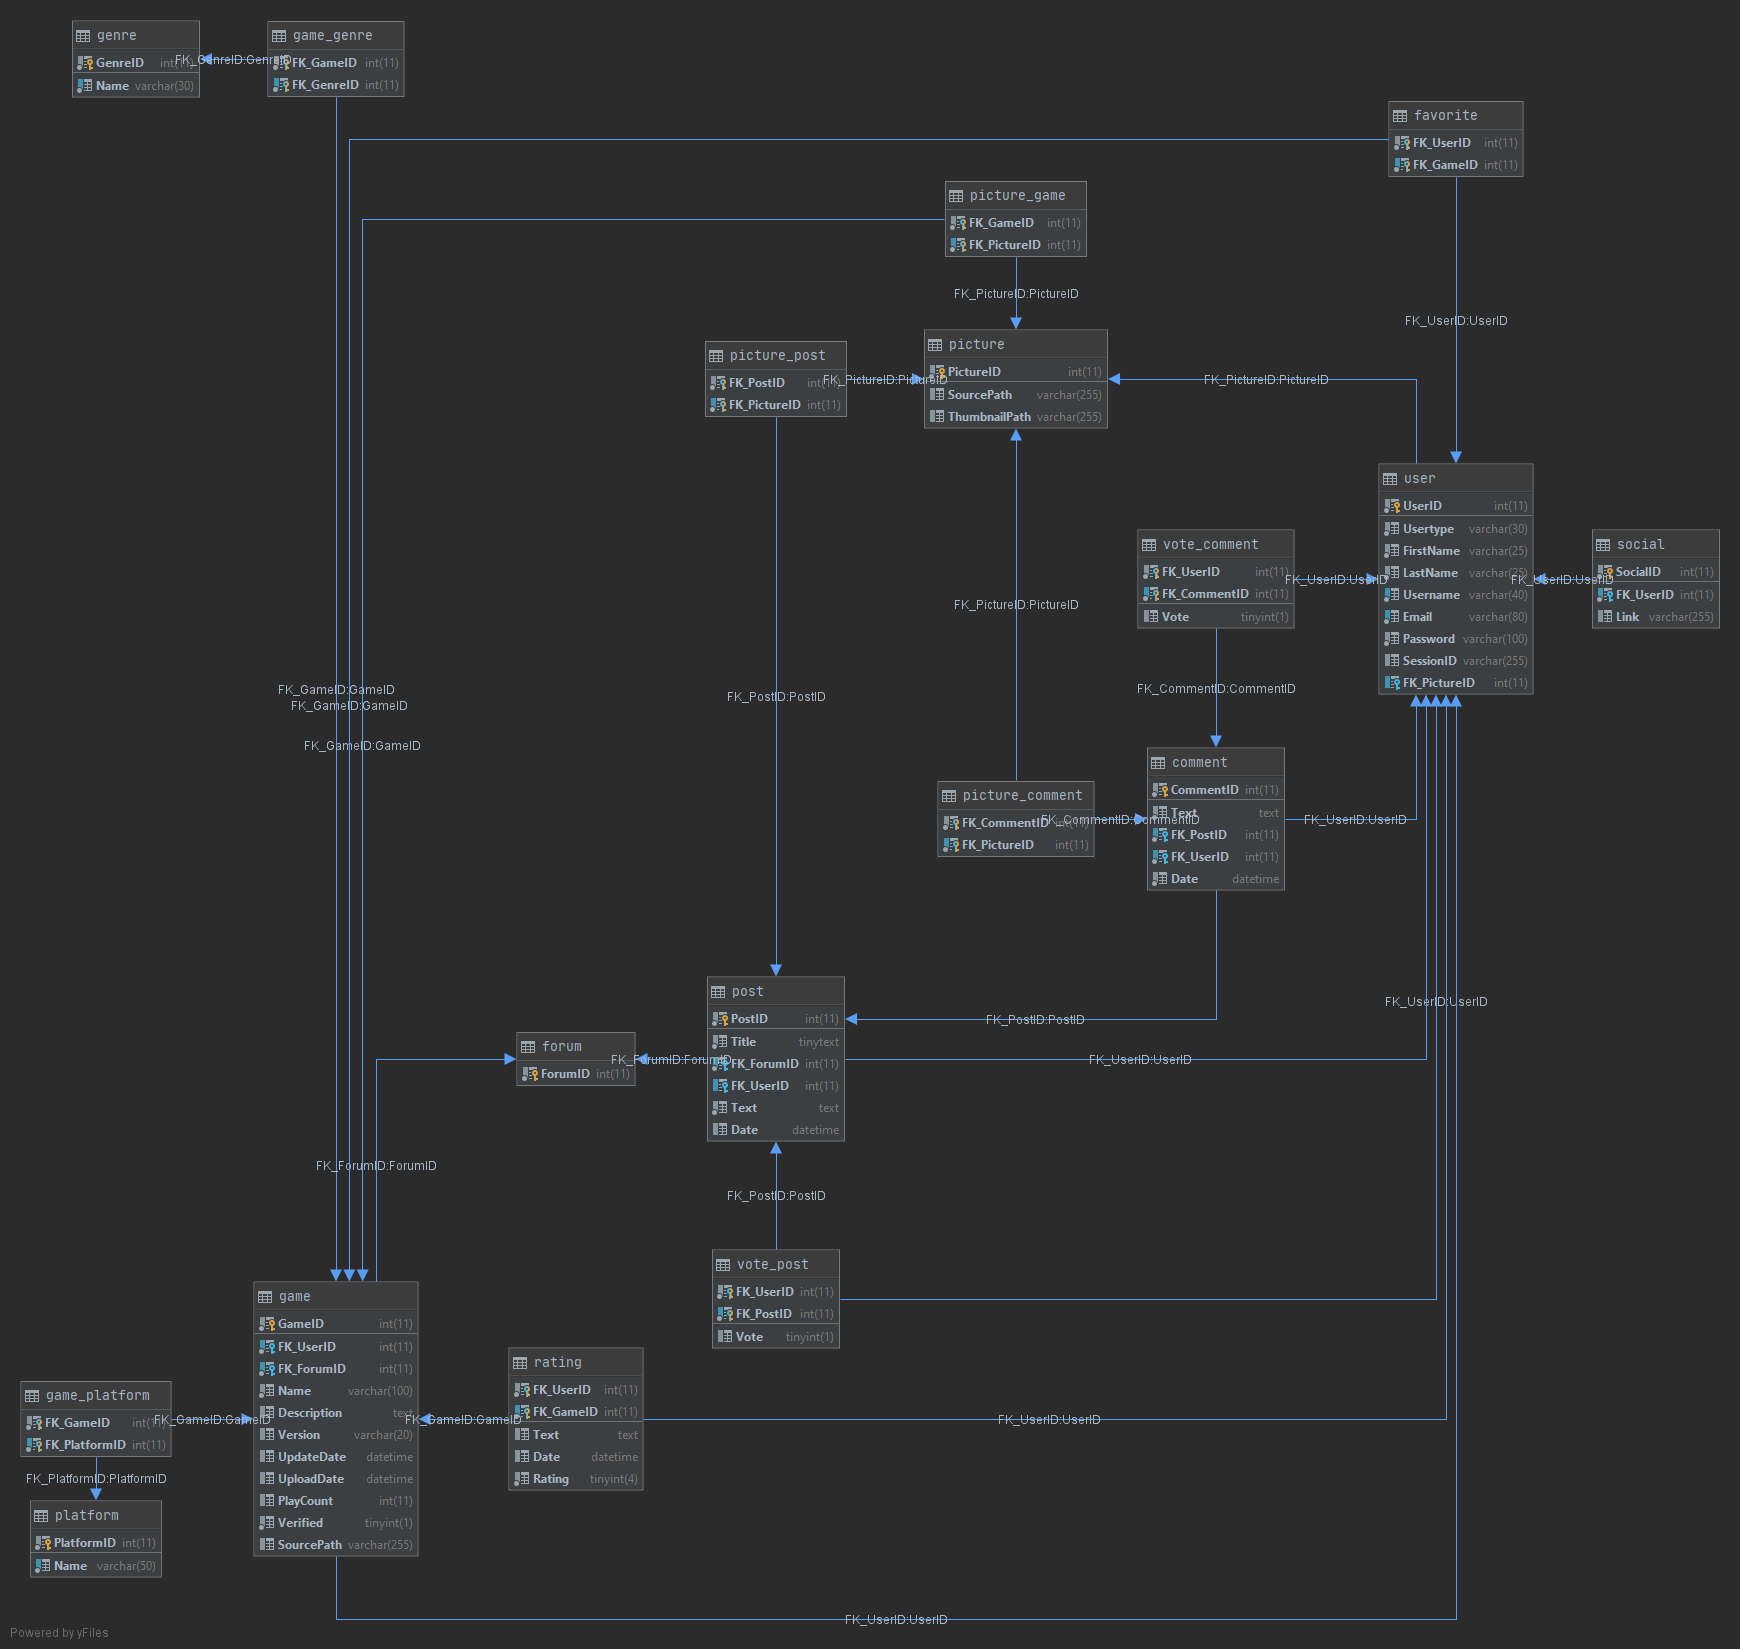 genre
GenreID int(11)
Name varchar(30)
FK_GenreID:GenreID
game_genre
FK_GameID int(11)
FK_GenreID int(11)
favorite
FK_UserID int(11)
FK_GameID int(11)
picture_game
FK_GameID int(11)
FK_PictureID int(11)
FK_PictureID:PictureID
FK_UserID:UserID
picture_post
FK_PostID int(11)
FK_PictureID int(11)
FK_PictureID:PictureID
picture
PictureID int(11)
SourcePath varchar(255)
ThumbnailPath varchar(255)
FK_PictureID:PictureID
user
UserID int(11)
Usertype varchar(30)
FirstName varchar(25)
LastName varchar(25)
Username varchar(40)
Email varchar(80)
Password varchar(100)
SessionID varchar(255)
FK_PictureID int(11)
vote_comment
FK_UserID int(11)
FK_CommentID int(11)
Vote tinyint(1)
FK_UserID:UserID
social
SocialID int(11)
FK_UserID int(11)
Link varchar(255)
FK_UserID:UserID
FK_PictureID:PictureID
FK_GameID:GameID
FK_GameID:GameID
FK_GameID:GameID
FK_PostID:PostID
FK_CommentID:CommentID
picture_comment
FK_CommentID int(11)
FK_PictureID int(11)
FK_CommentID:CommentID
comment
CommentID int(11)
Text text
FK_PostID int(11)
FK_UserID int(11)
Date datetime
FK_UserID:UserID
post
PostID int(11)
Title tinytext
FK_ForumID int(11)
FK_UserID int(11)
Text text
Date datetime
FK_PostID:PostID
FK_UserID:UserID
FK_UserID:UserID
forum
ForumID int(11)
FK_ForumID:ForumID
FK_ForumID:ForumID
FK_PostID:PostID
vote_post
FK_UserID int(11)
FK_PostID int(11)
Vote tinyint(1)
game
GameID int(11)
FK_UserID int(11)
FK_ForumID int(11)
Name varchar(100)
Description text
Version varchar(20)
UpdateDate datetime
UploadDate datetime
PlayCount int(11)
Verified tinyint(1)
SourcePath varchar(255)
rating
FK_UserID int(11)
FK_GameID int(11)
Text text
Date datetime
Rating tinyint(4)
FK_GameID:GameID
FK_UserID:UserID
game_platform
FK_GameID int(11)
FK_PlatformID int(11)
FK_GameID:GameID
FK_PlatformID:PlatformID
platform
PlatformID int(11)
Name varchar(50)
FK_UserID:UserID
Powered by yFiles